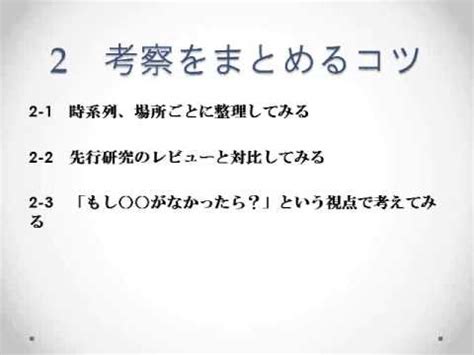 2 考察をまとめるコツ
2-1 時系列、場所ごとに整理してみる
2-2 先行研究のレビューと対比してみる
2-3 「もし〇〇がなかったら？」という視点で考えてみ
る